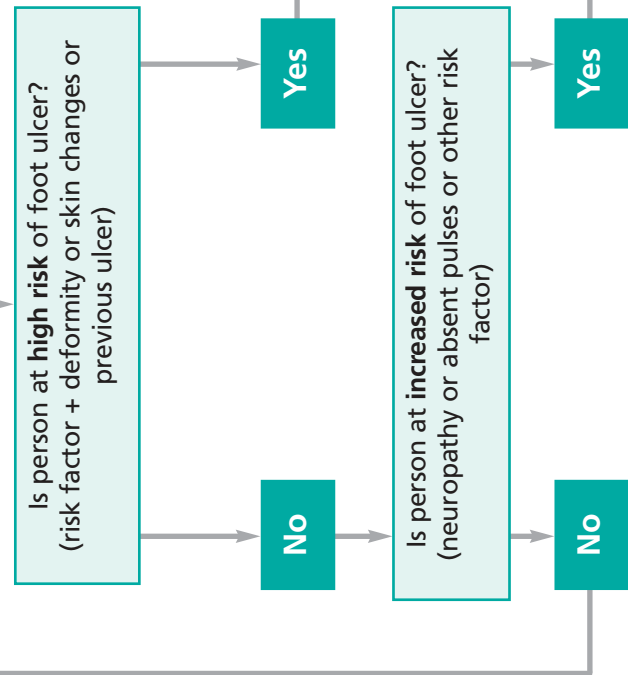 Is person at high risk of foot ulcer?
(risk factor + deformity or skin changes or
previous ulcer)
No
Yes
Is person at increased risk of foot ulcer?
(neuropathy or absent pulses or other risk
factor)
No
Yes